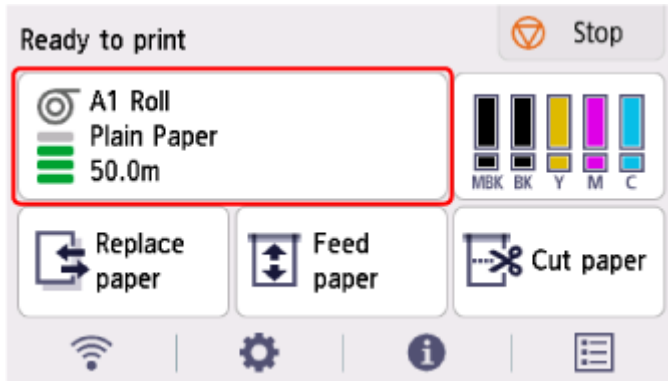 Ready to print
Stop
A1 Roll
Plain Paper
50.0m
MBK BK Y M C
Replace
paper
Feed
paper
Cut paper